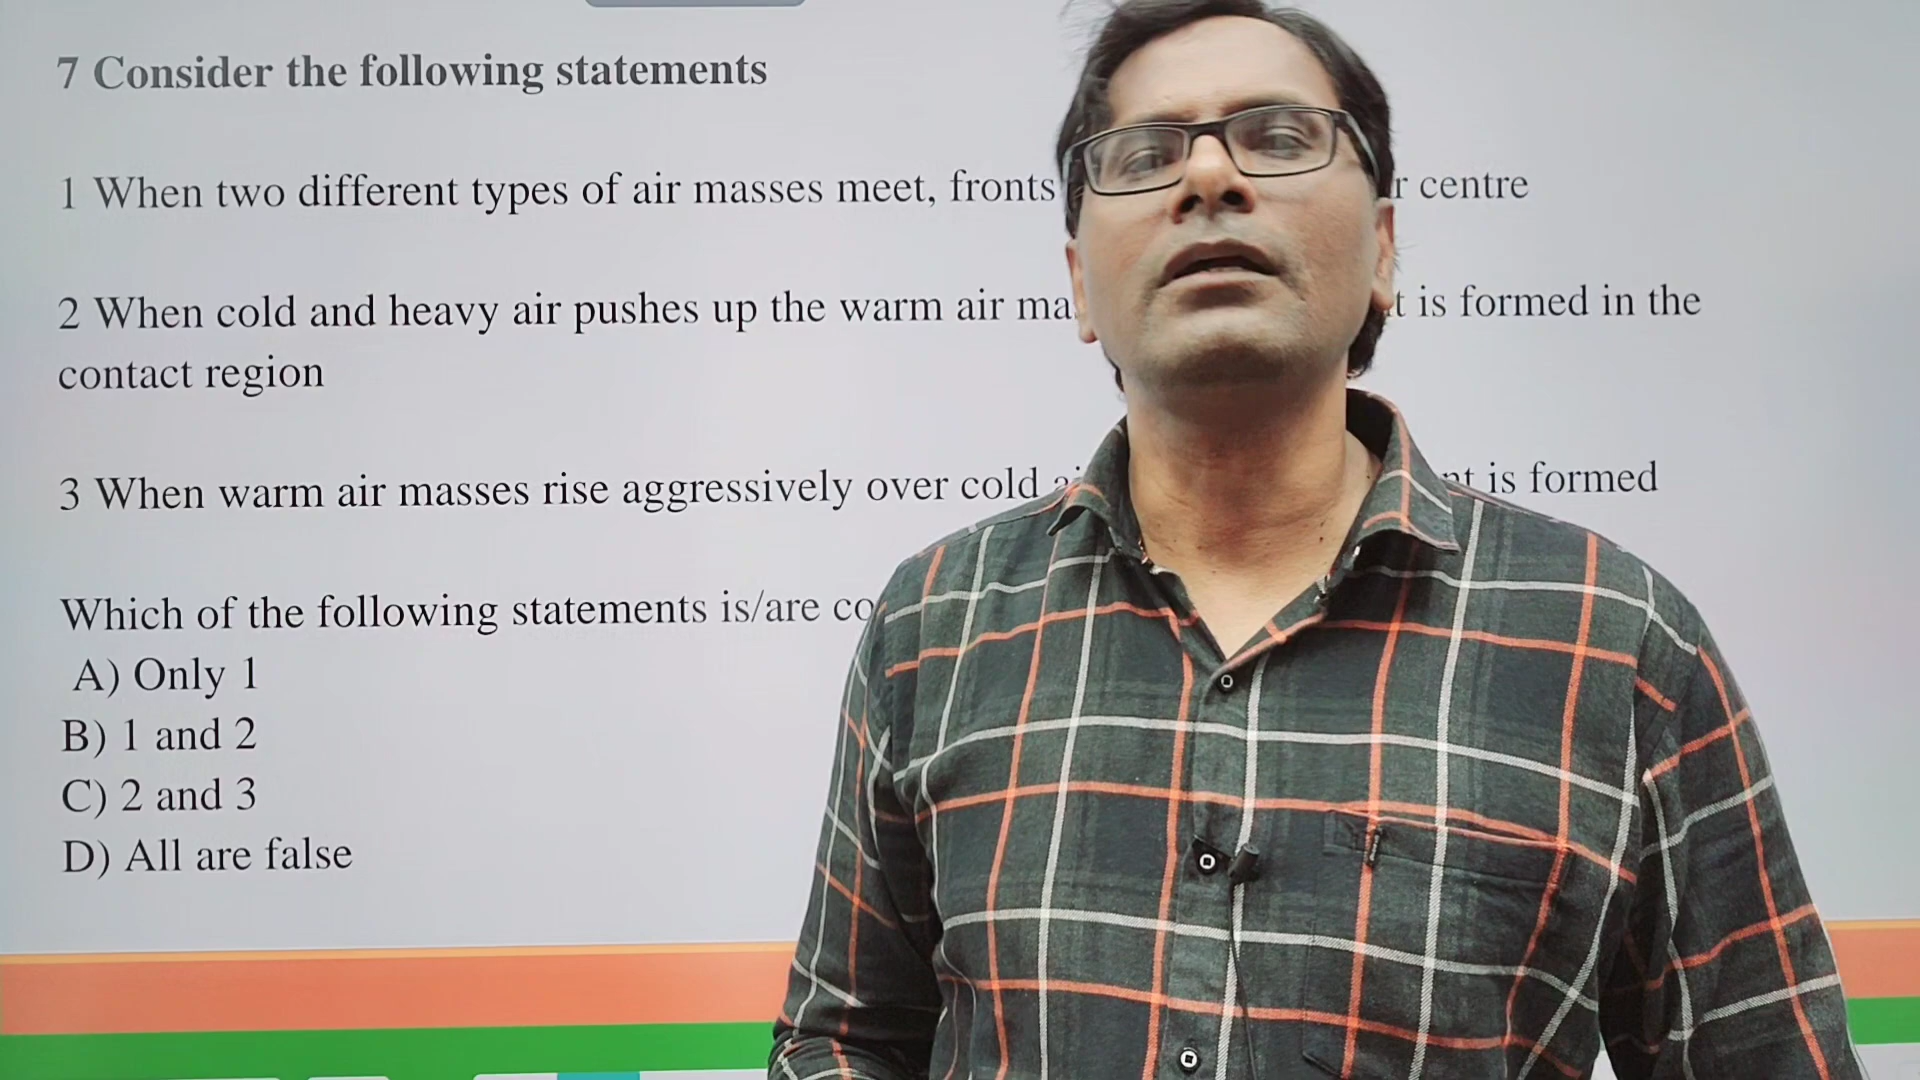 7 Consider the following statements
1 When two different types of air masses meet, fronts centre
2 When cold and heavy air pushes up the warm air is formed in the
contact region
3 When warm air masses rise aggressively over cold is formed
Which of the following statements is/are
A) Only 1
B) 1 and 2
C) 2 and 3
D) All are false